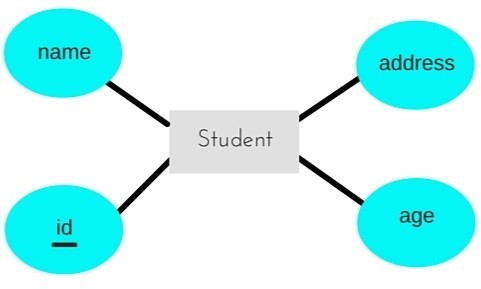 name
address
Student
id
age